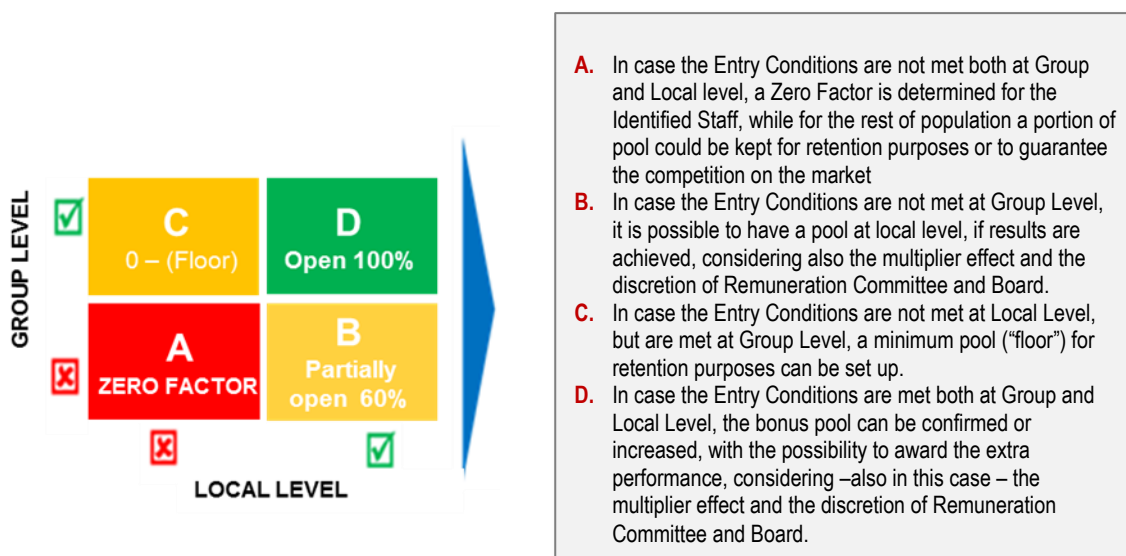 GROUP LEVEL
C
0 – (Floor)
D
Open 100%
A
ZERO FACTOR
B
Partially
open 60%
LOCAL LEVEL
A. In case the Entry Conditions are not met both at Group
and Local level, a Zero Factor is determined for the
Identified Staff, while for the rest of population a portion of
pool could be kept for retention purposes or to guarantee
the competition on the market
B. In case the Entry Conditions are not met at Group Level,
it is possible to have a pool at local level, if results are
achieved, considering also the multiplier effect and the
discretion of Remuneration Committee and Board.
C. In case the Entry Conditions are not met at Local Level,
but are met at Group Level, a minimum pool (“floor”) for
retention purposes can be set up.
D. In case the Entry Conditions are met both at Group and
Local Level, the bonus pool can be confirmed or
increased, with the possibility to award the extra
performance, considering –also in this case – the
multiplier effect and the discretion of Remuneration
Committee and Board.